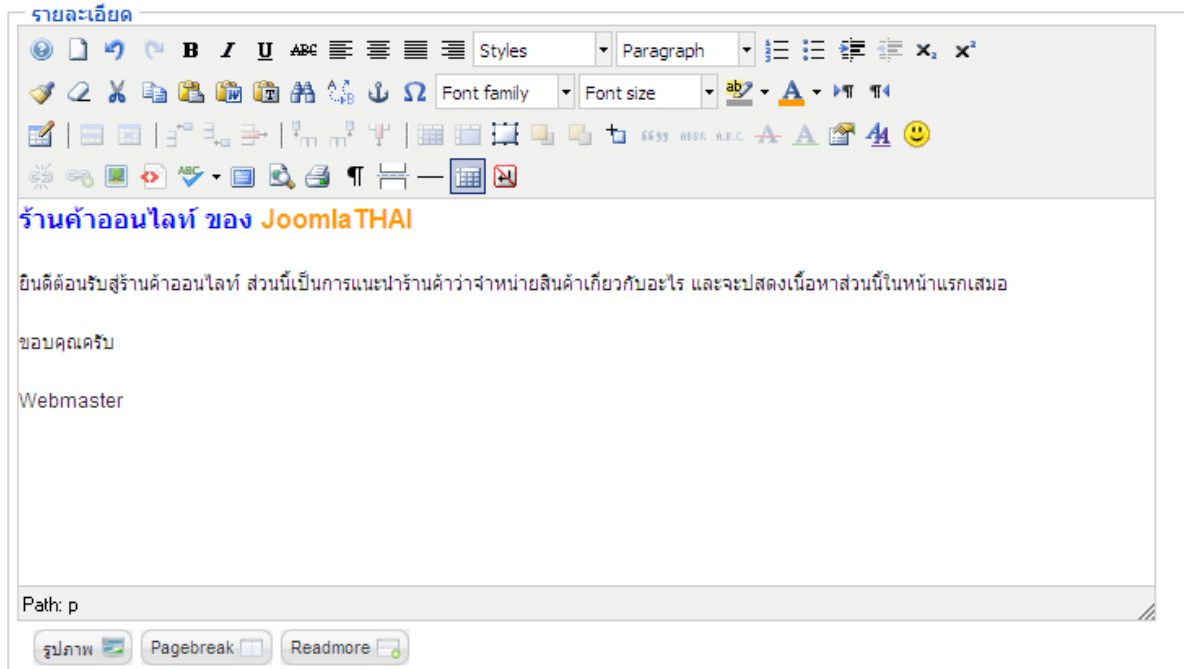 รายละเอียด
B I U ABC Styles Paragraph
Font family Font size
ABBR A.B.C.
ABC
ร้านค้าออนไลท์ ของ JoomlaTHAI
ยินดีต้อนรับสู่ร้านค้าออนไลท์ ส่วนนี้เป็นการแนะนำร้านค้าว่าจำหน่ายสินค้าเกี่ยวกับอะไร และจะปสดงเนื้อหาส่วนนี้ในหน้าแรกเสมอ
ขอบคุณครับ
Webmaster
Path: p
รูปภาพ Pagebreak Readmore